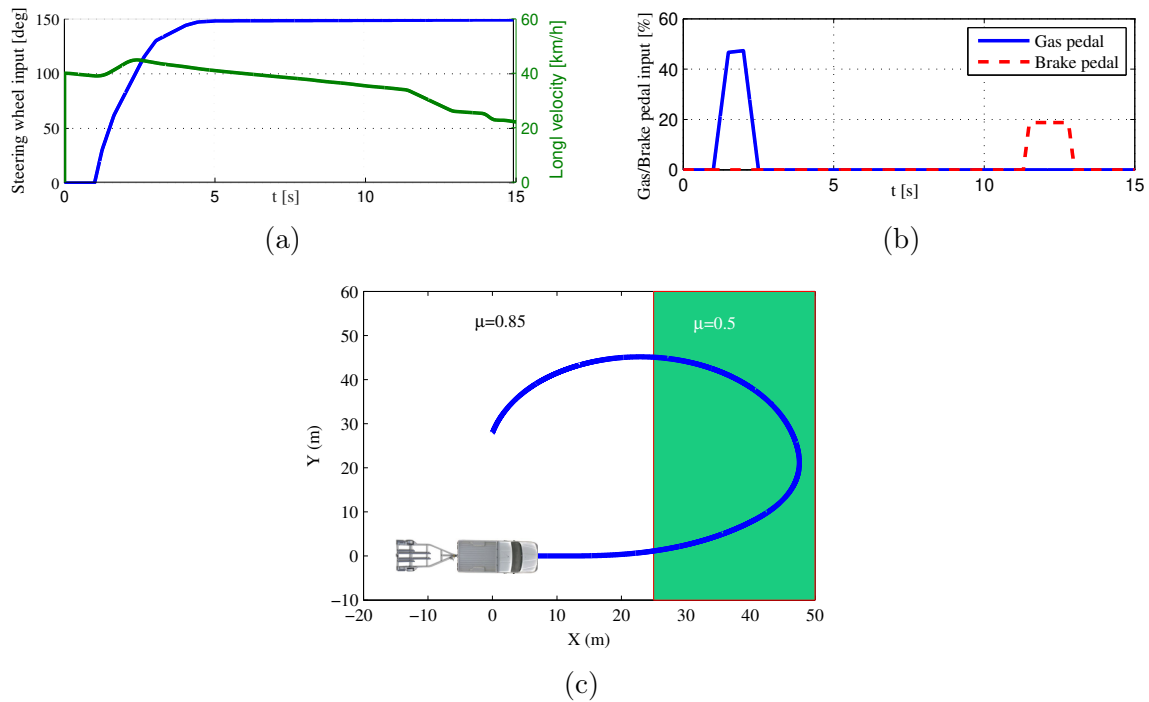 150
100
50
0
Steering wheel input [deg]
60
40
20
0
Longl velocity [km/h]
0
5
10
15
t [s]
(a)
60
40
20
0
Gas/Brake pedal input [%]
Gas pedal
Brake pedal
0
5
10
15
t [s]
(b)
60
50
40
30
20
10
0
−10
Y (m)
μ=0.85
μ=0.5
−20
−10
0
10
20
30
40
50
X (m)
(c)